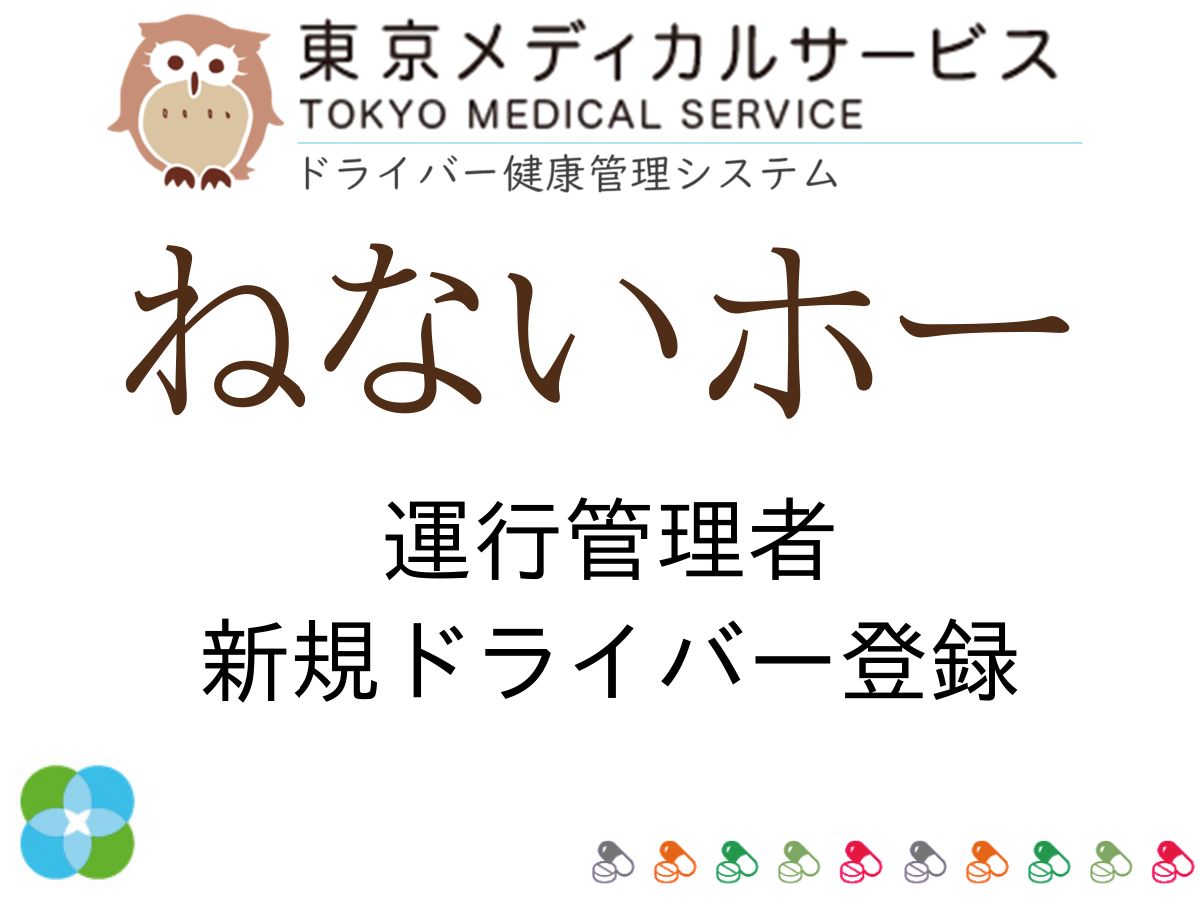 東京メディカルサービス
TOKYO MEDICAL SERVICE
ドライバー健康管理システム
ねないホー
運行管理者
新規ドライバー登録